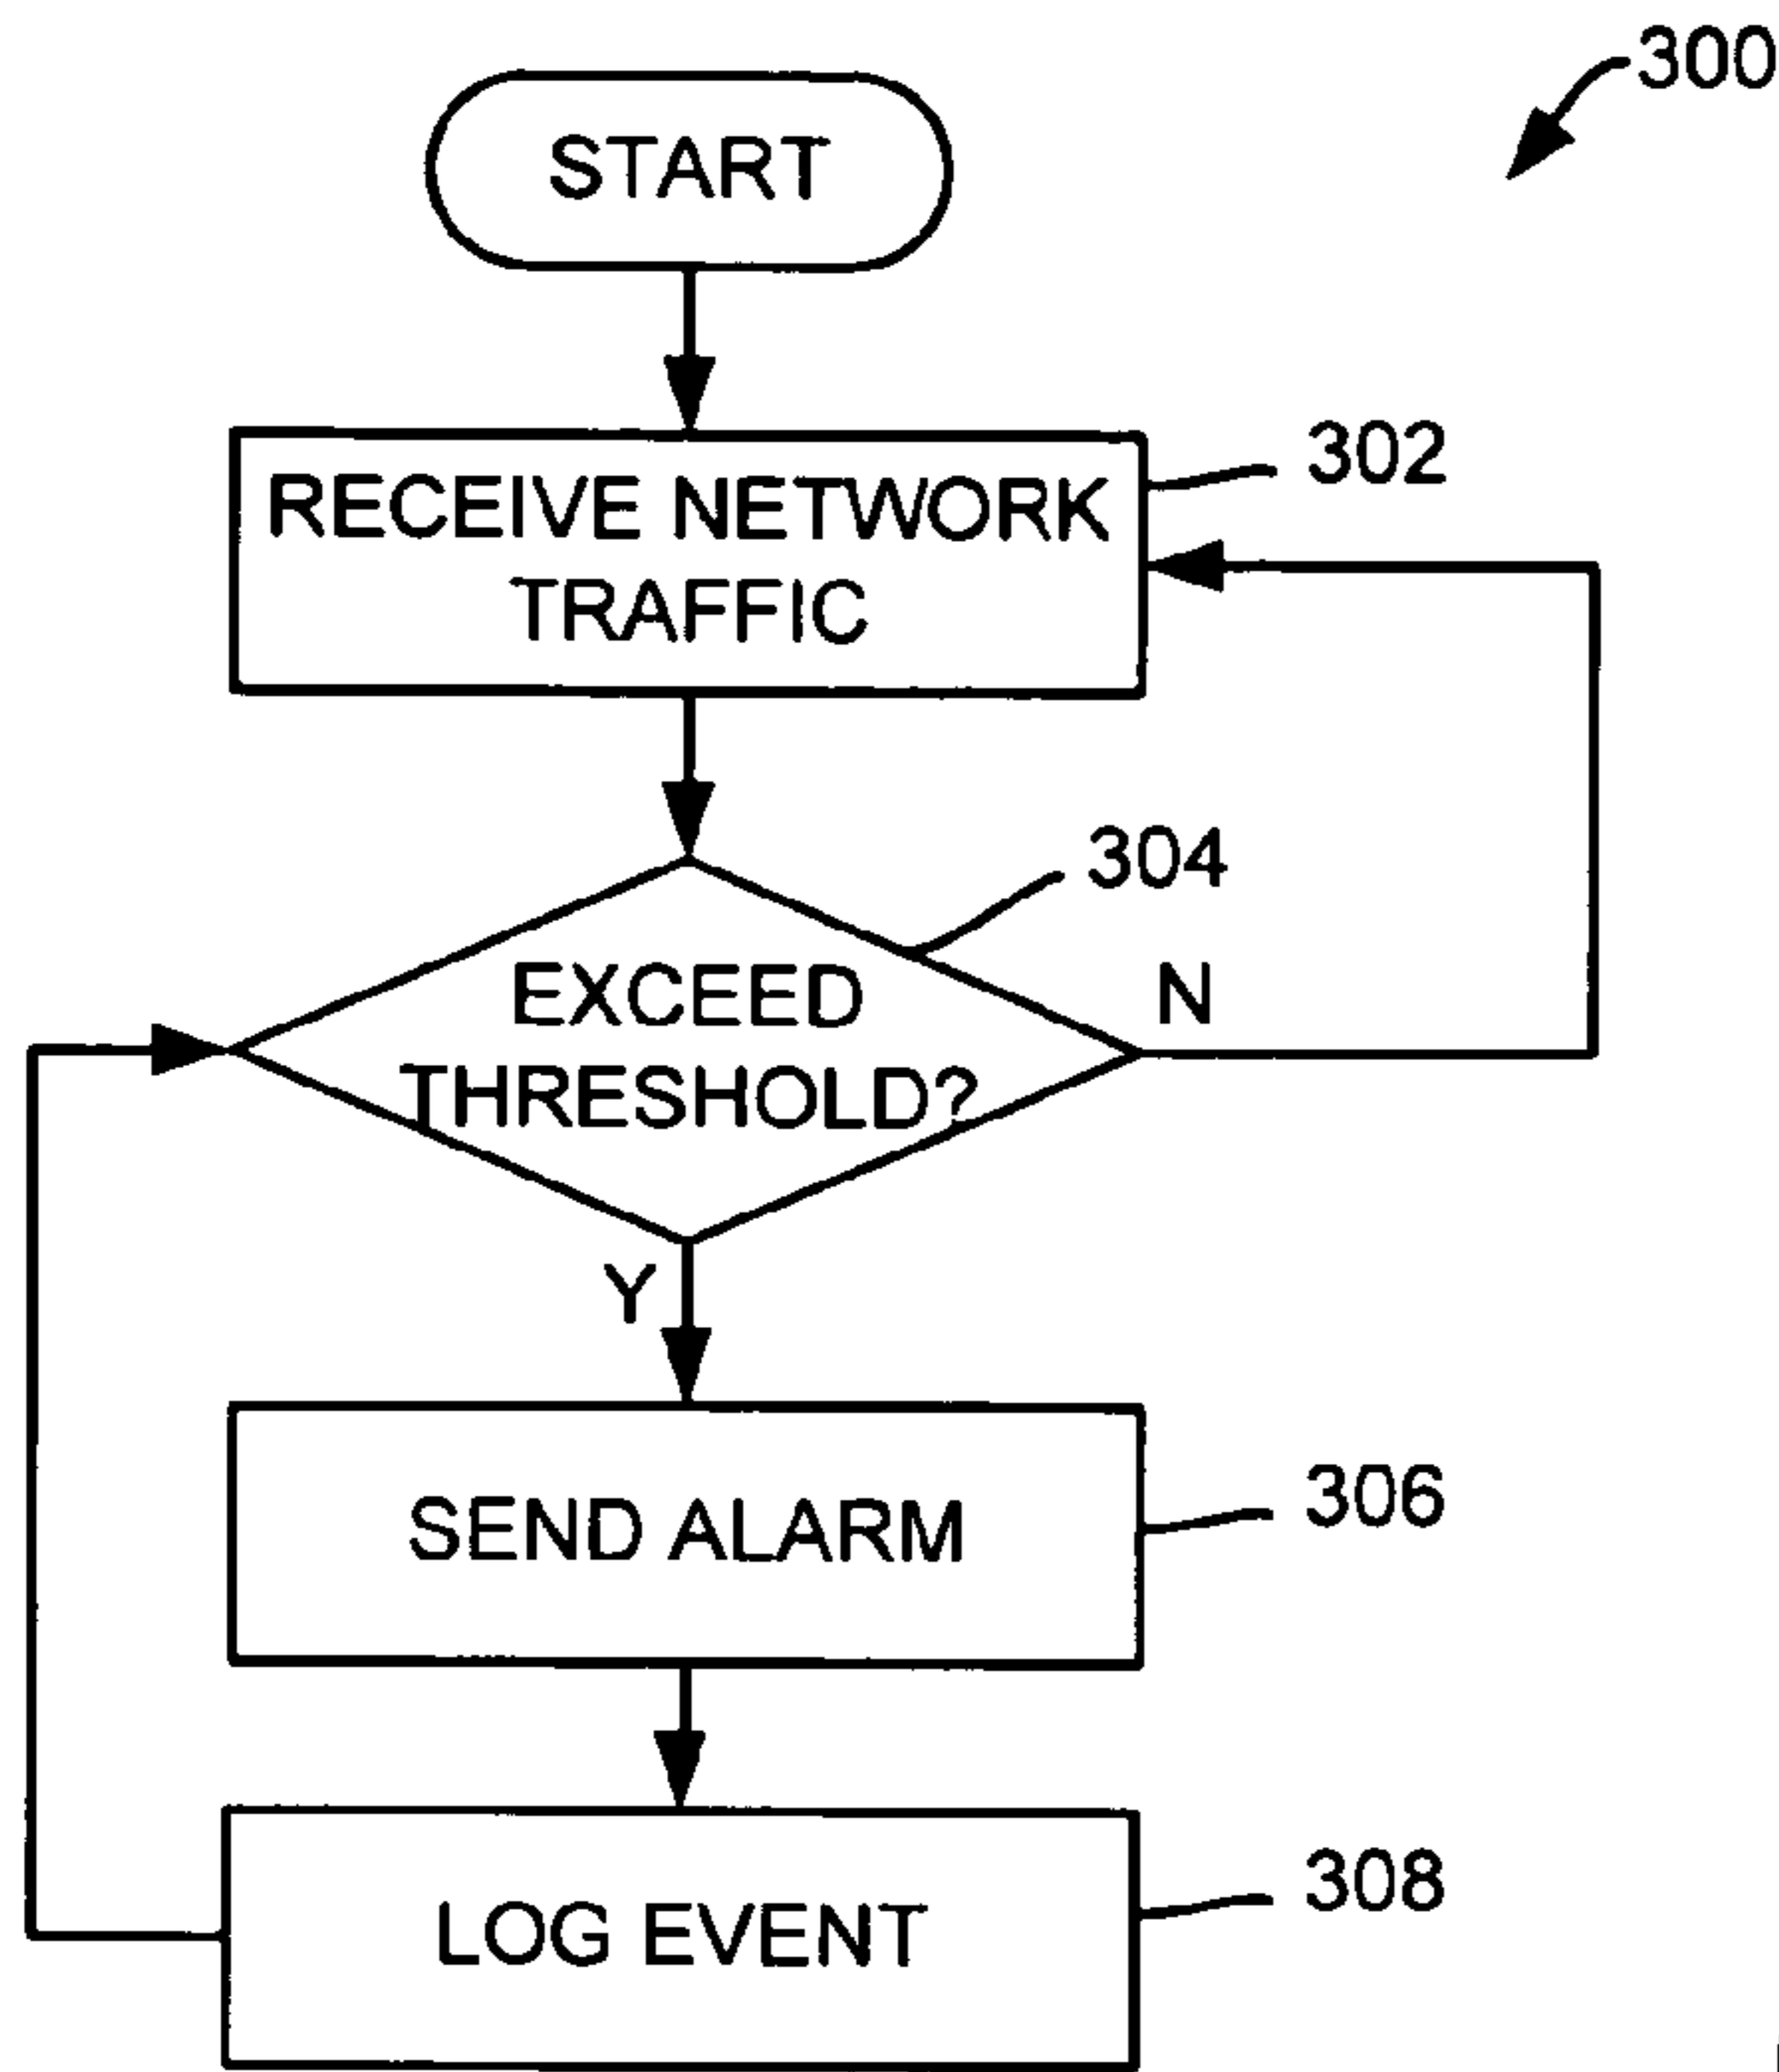 300
START
RECEIVE NETWORK
TRAFFIC
302
304
EXCEED
THRESHOLD?
N
Y
SEND ALARM
306
LOG EVENT
308